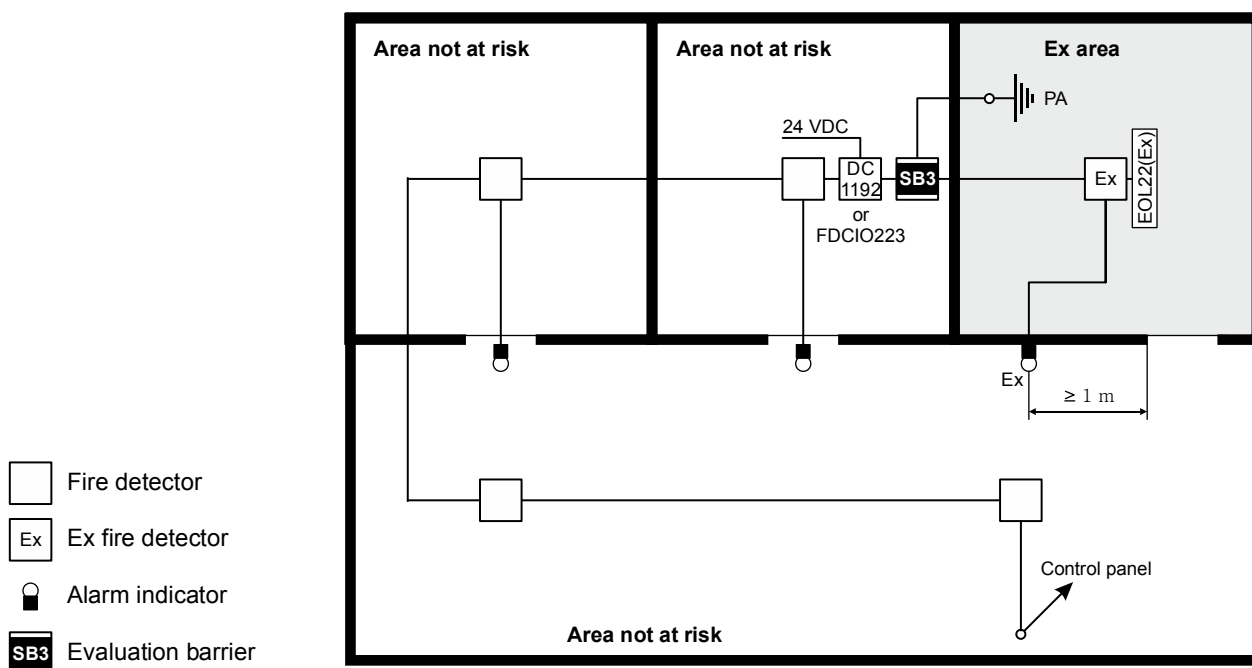 Area not at risk
Area not at risk
Ex area
PA
24 VDC
DC
1192
SB3
Ex
EOL22(Ex)
or
FDCIO223
Ex
≥ 1 m
Fire detector
Ex
Ex fire detector
Control panel
Alarm indicator
Area not at risk
SB3
Evaluation barrier